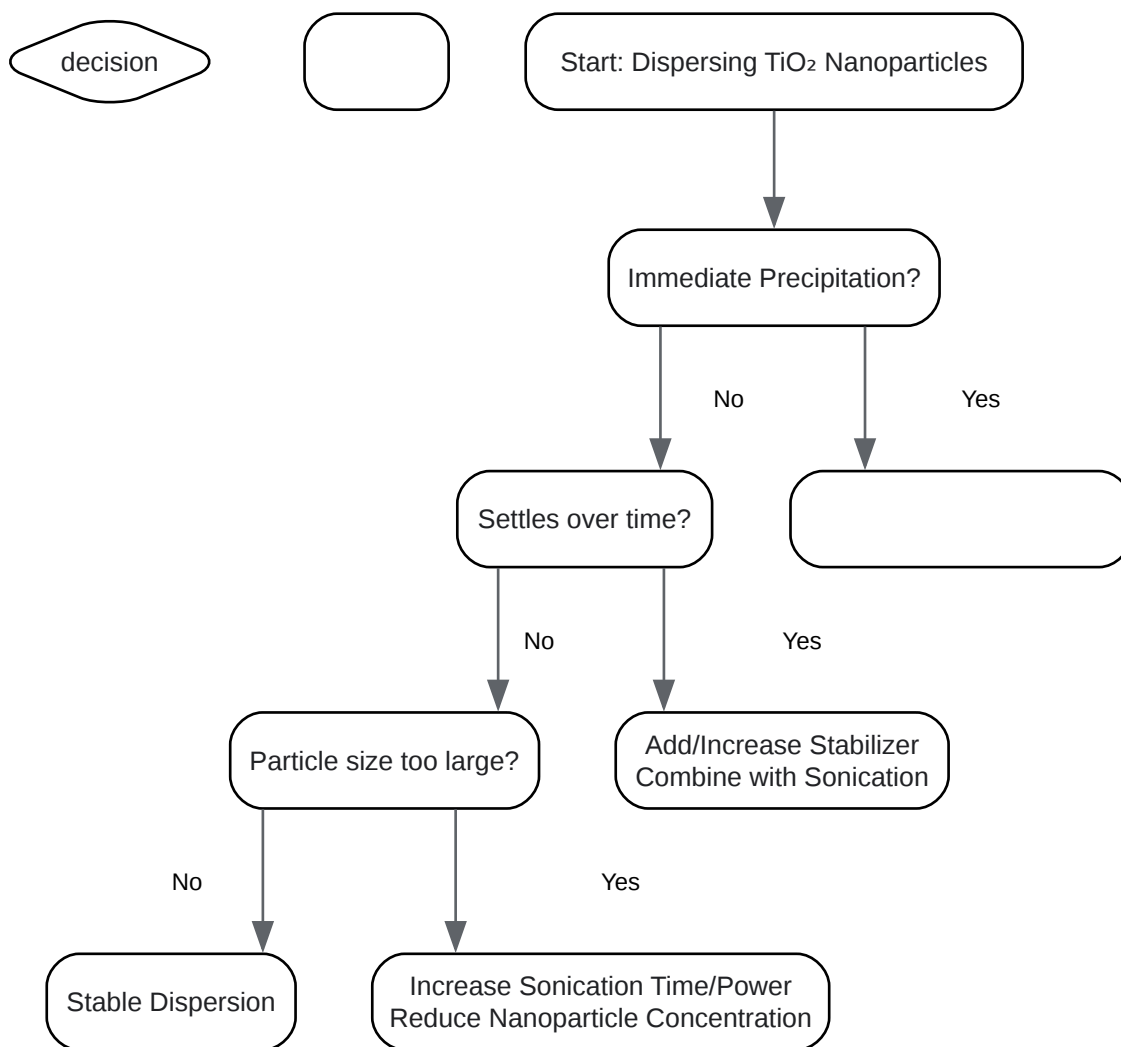 decision
Start: Dispersing TiO₂ Nanoparticles
Immediate Precipitation?
No
Yes
Settles over time?
No
Yes
Particle size too large?
Add/Increase Stabilizer
Combine with Sonication
No
Yes
Stable Dispersion
Increase Sonication Time/Power
Reduce Nanoparticle Concentration